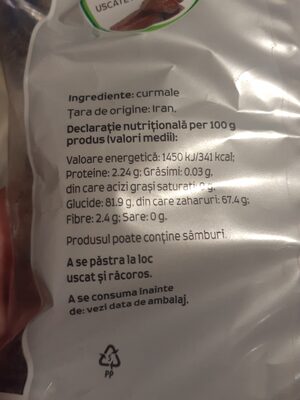 USCATE
Ingrediente: curmale
Țara de origine: Iran.
Declarație nutrițională per 100 g
produs (valori medii):
Valoare energetică: 1450 kJ/341 kcal;
Proteine: 2.24 g; Grăsimi: 0.03 g,
din care acizi grași saturați: 0 g,
Glucide: 81.9 g, din care zaharuri: 67.4 g;
Fibre: 2.4 g; Sare: 0 g.
Produsul poate conține sâmburi.
A se păstra la loc
uscat și răcoros.
A se consuma înainte
de: vezi data de ambalaj.
5
PP